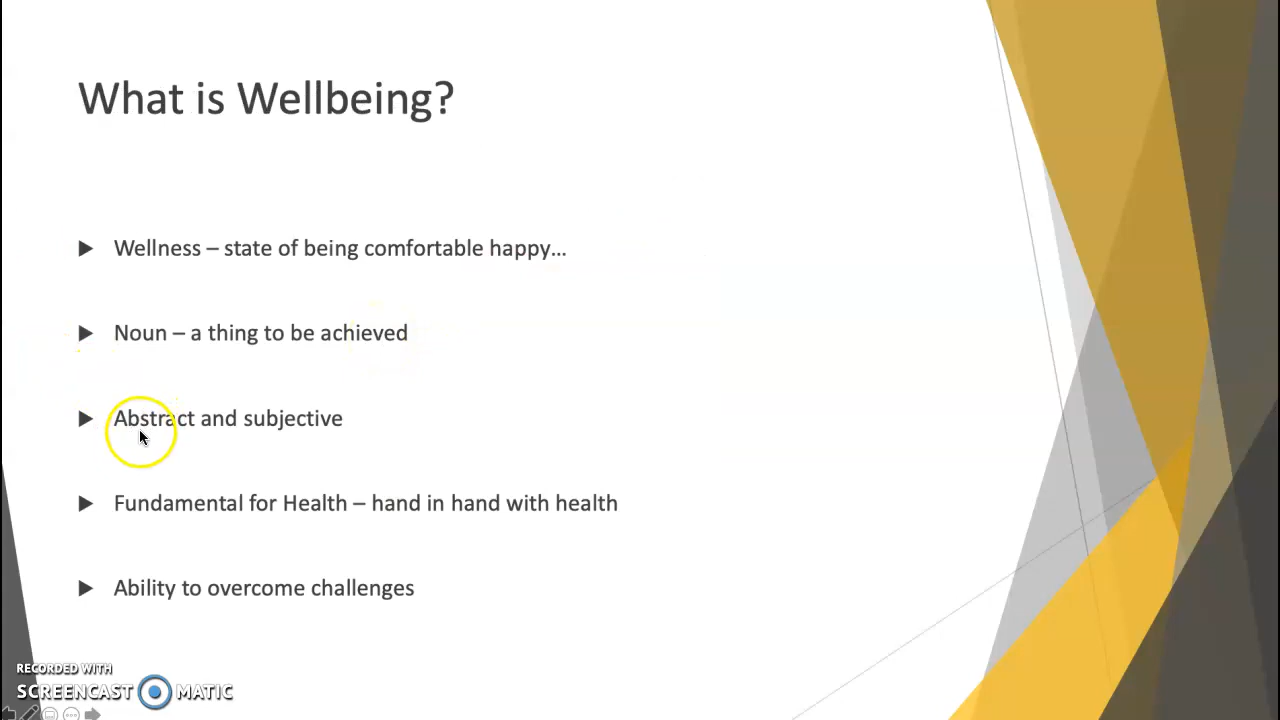 What is Wellbeing?
Wellness – state of being comfortable happy…
Noun – a thing to be achieved
Abstract and subjective
Fundamental for Health – hand in hand with health
Ability to overcome challenges
RECORDED WITH
SCREENCAST MATIC